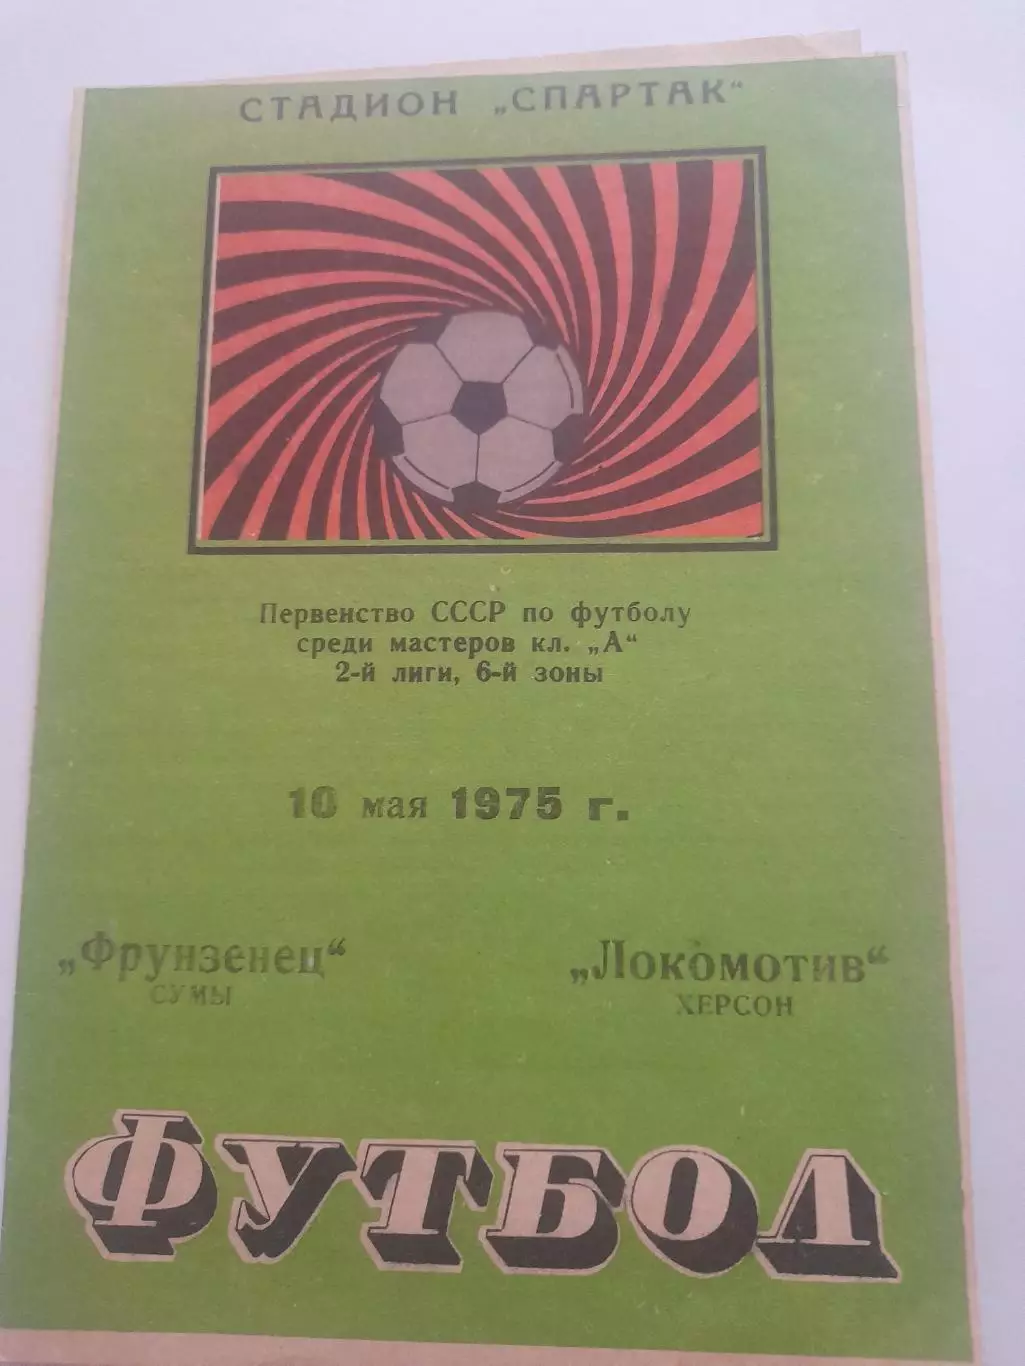 СТАДИОН „СПАРТАК“
Первенство СССР по футболу
среди мастеров кл. „А“
2-й лиги, 6-й зоны
10 мая 1975 г.
„Фрунзенец“
СУМЫ
„Локомотив“
ХЕРСОН
ФУТБОЛ